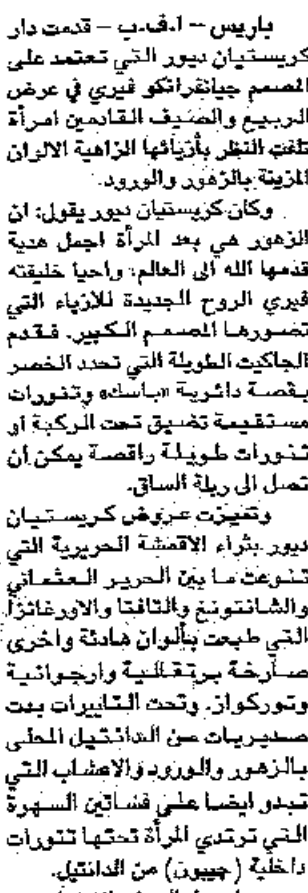 باريس – ا.ف.ب – قدمت دار
كريستيان ديور التي تعتمد على
المصمم جيانفرانكو فيري في عرض
الربيع والصيف القادمين امرأة
تلفت النظر بأزيائها الزاهية الالوان
المزينة بالزهور والورود.
وكان كريستيان ديور يقول: ان
الزهور هي بعد المرأة اجمل هدية
قدمها الله الى العالم، واحيا خليفته
فيري الروح الجديدة للأزياء التي
تصورها المصمم الكبير. فقدم
الجاكيت الطويلة التي تحدد الخصر
بقصة دائرية «باسك» وتنورات
مستقيمة تضيق تحت الركبة أو
تنورات طويلة راقصة يمكن أن
تصل الى ربلة الساق.
وتميزت عروض كريستيان
ديور بثراء الاقمشة الحريرية التي
تنوعت ما بين الحرير العثماني
والشانتونغ والتافتا والاورغانزا
التي طبعت بألوان هادئة واخرى
صارخة برتقالية وارجوانية
وتوركواز. وتحت التاييرات بدت
صديريات من الدانتيل المحلى
بالزهور والورود والاعشاب التي
تبدو ايضا على فساتين السهرة
التي ترتدي المرأة تحتها تنورات
داخلية (جيبون) من الدانتيل.